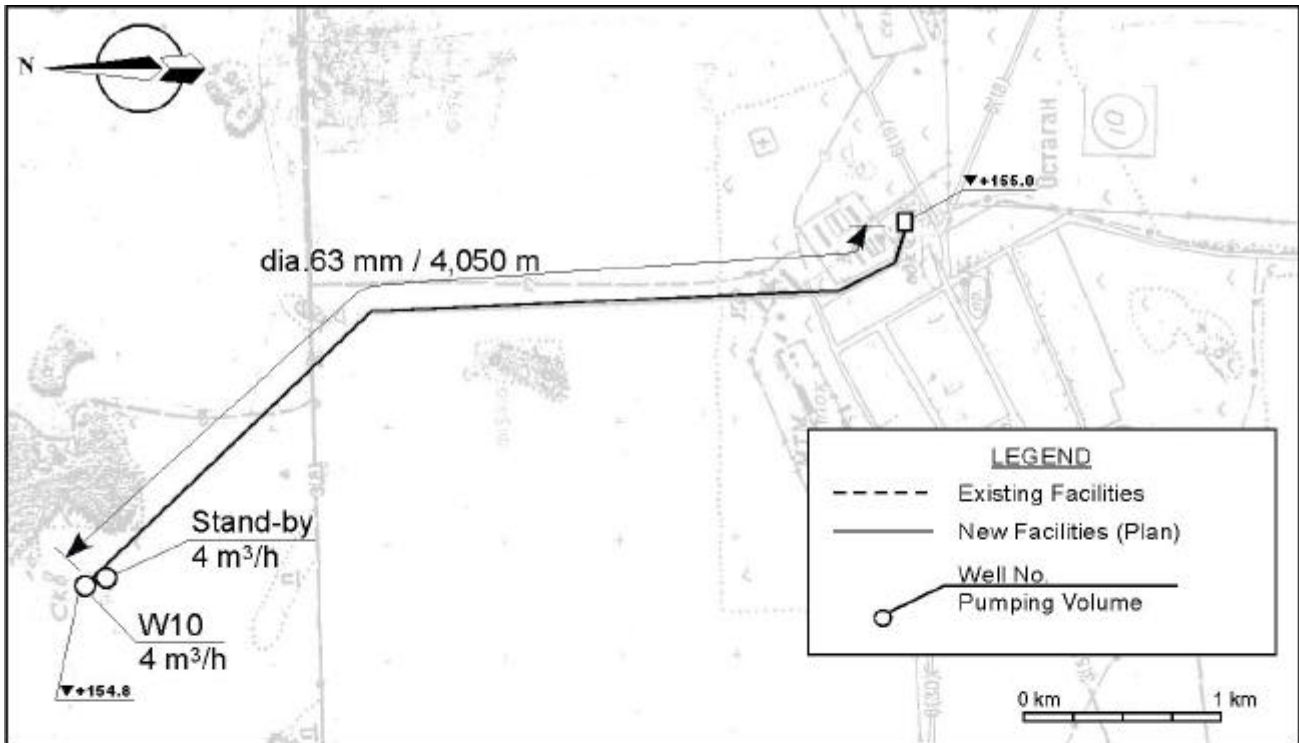 N
▼+155.0
Остаган
dia.63 mm / 4,050 m
Stand-by
4 m³/h
W10
4 m³/h
▼+154.8
LEGEND
Existing Facilities
New Facilities (Plan)
Well No.
Pumping Volume
0 km
1 km